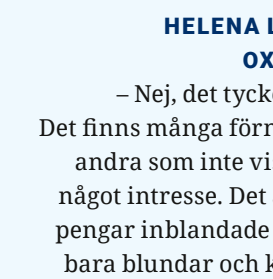 HELENA L
OX
– Nej, det tyck
Det finns många förr
andra som inte vi
något intresse. Det
pengar inblandade
bara blundar och k